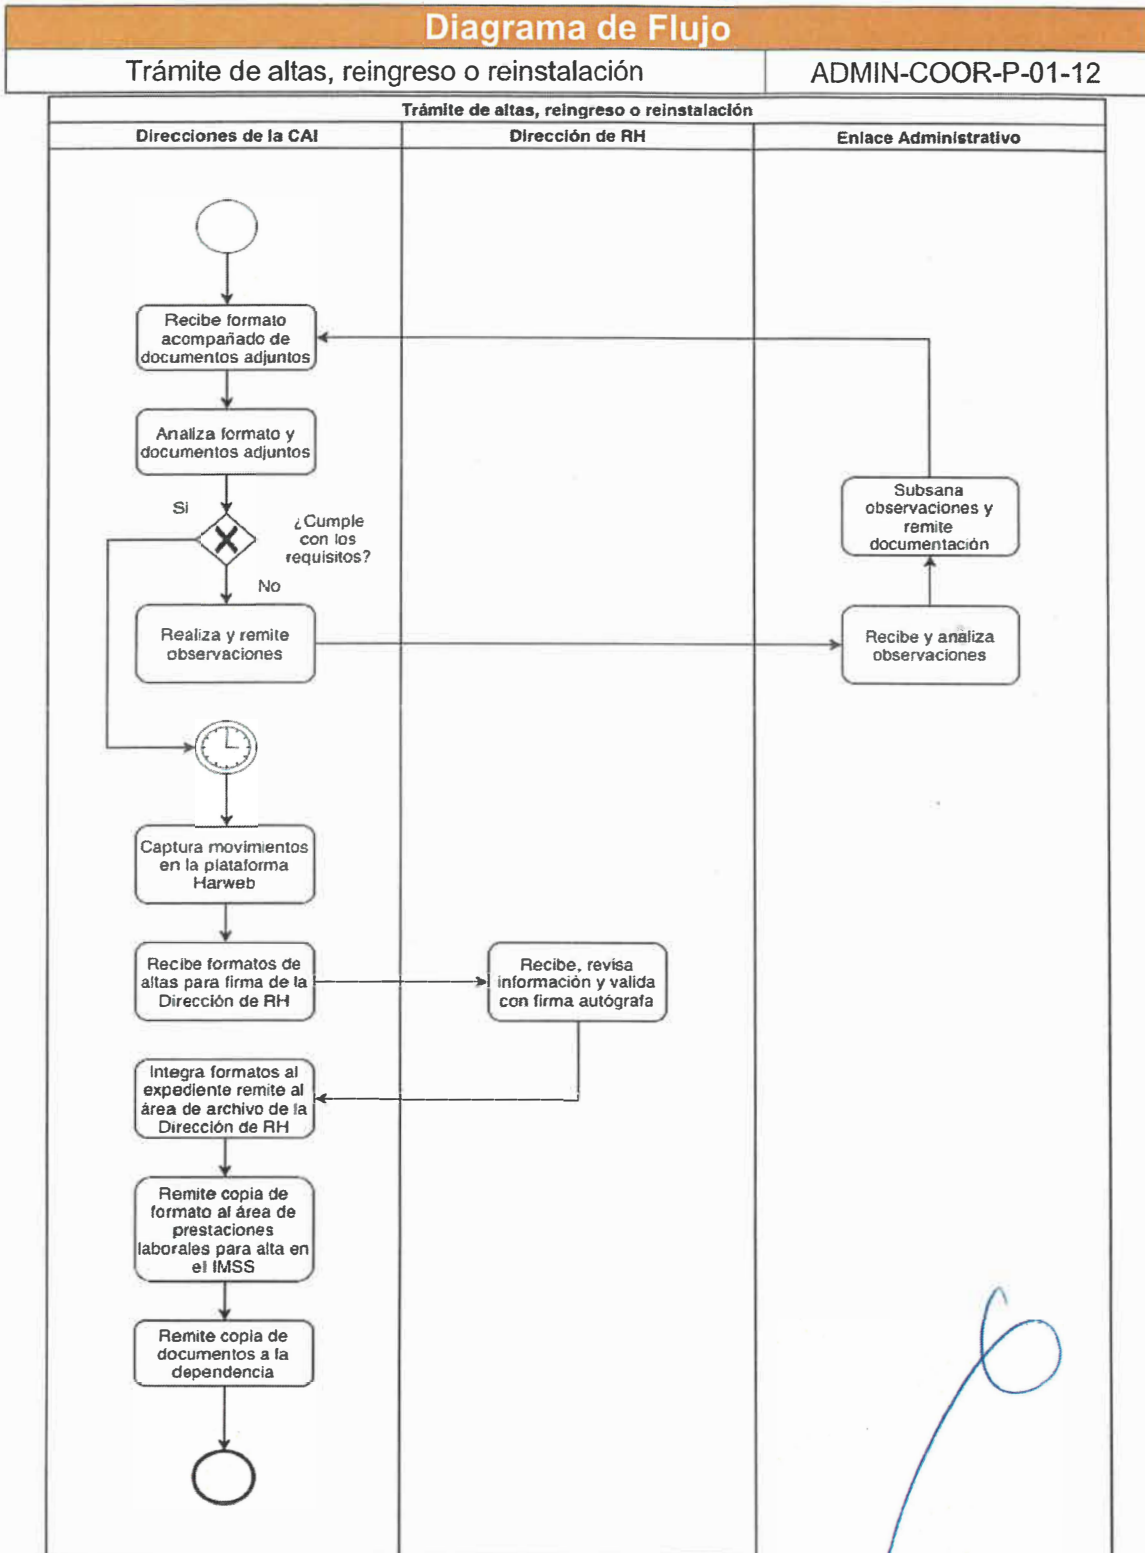 Diagrama de Flujo
Trámite de altas, reingreso o reinstalación
ADMIN-COOR-P-01-12
Trámite de altas, reingreso o reinstalación
Direcciones de la CAI
Dirección de RH
Enlace Administrativo
Recibe formato
acompañado de
documentos adjuntos
Analiza formato y
documentos adjuntos
Si
¿Cumple
con los
requisitos?
No
Subsana
observaciones y
remite
documentación
Realiza y remite
observaciones
Recibe y analiza
observaciones
Captura movimientos
en la plataforma
Harweb
Recibe formatos de
altas para firma de la
Dirección de RH
Recibe, revisa
información y valida
con firma autógrafa
Integra formatos al
expediente remite al
área de archivo de la
Dirección de RH
Remite copia de
formato al área de
prestaciones
laborales para alta en
el IMSS
Remite copia de
documentos a la
dependencia